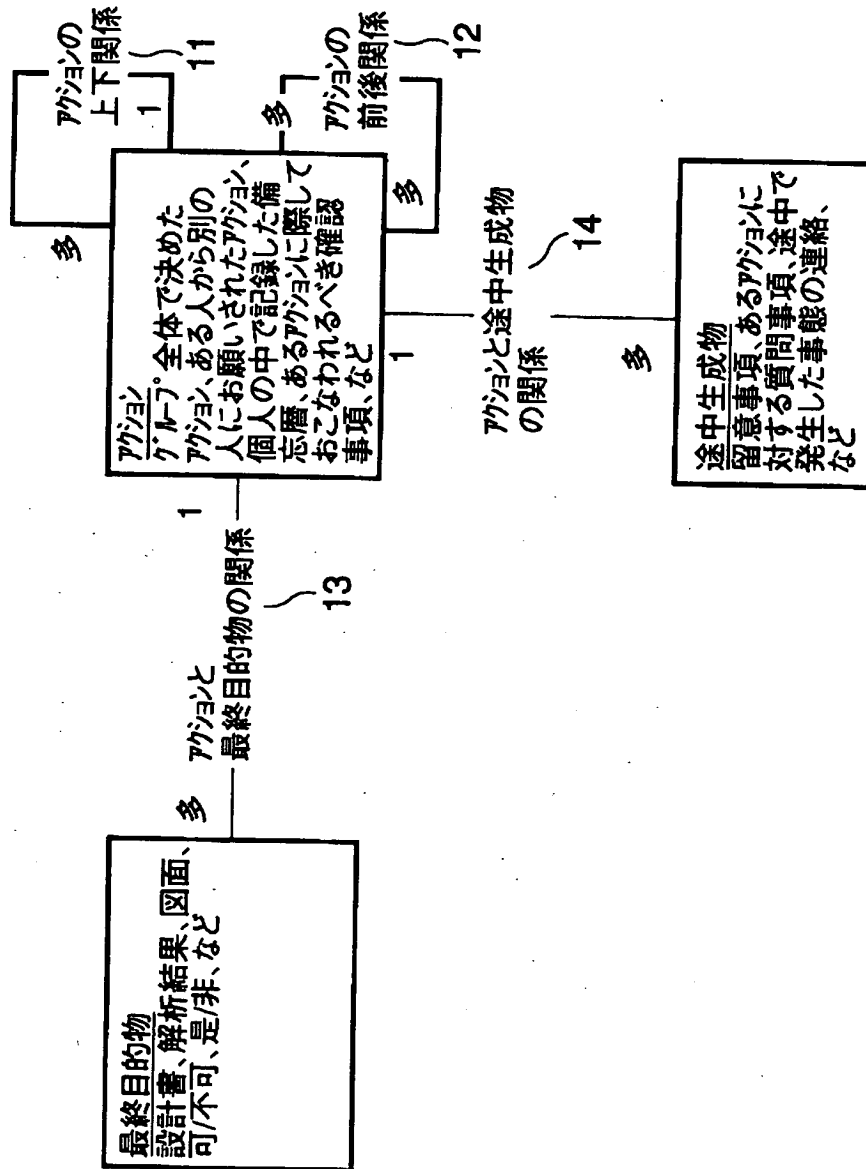 最終目的物
設計書、解析結果、図面、
可/不可、是/非、など
多
アクションと
最終目的物の関係
13
1
アクション
グループ全体で決めた
アクション、ある人から別の
人にお願いされたアクション、
個人の中で記録した備
忘暦、あるアクションに際して
おこなわれるべき確認
事項、など
多
1
アクションの
上下関係
11
多
アクションの
前後関係
12
多
1
アクションと途中生成物
の関係
14
多
途中生成物
留意事項、あるアクションに
対する質問事項、途中で
発生した事態の連絡、
など